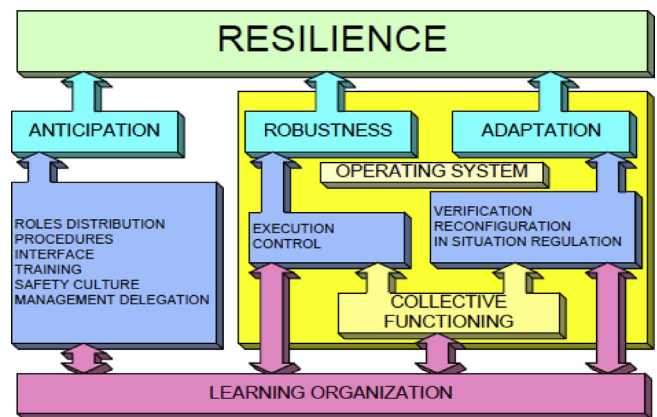 RESILIENCE
ANTICIPATION
ROBUSTNESS
ADAPTATION
OPERATING SYSTEM
ROLES DISTRIBUTION
PROCEDURES
INTERFACE
TRAINING
SAFETY CULTURE
MANAGEMENT DELEGATION
EXECUTION
CONTROL
VERIFICATION
RECONFIGURATION
IN SITUATION REGULATION
COLLECTIVE
FUNCTIONING
LEARNING ORGANIZATION